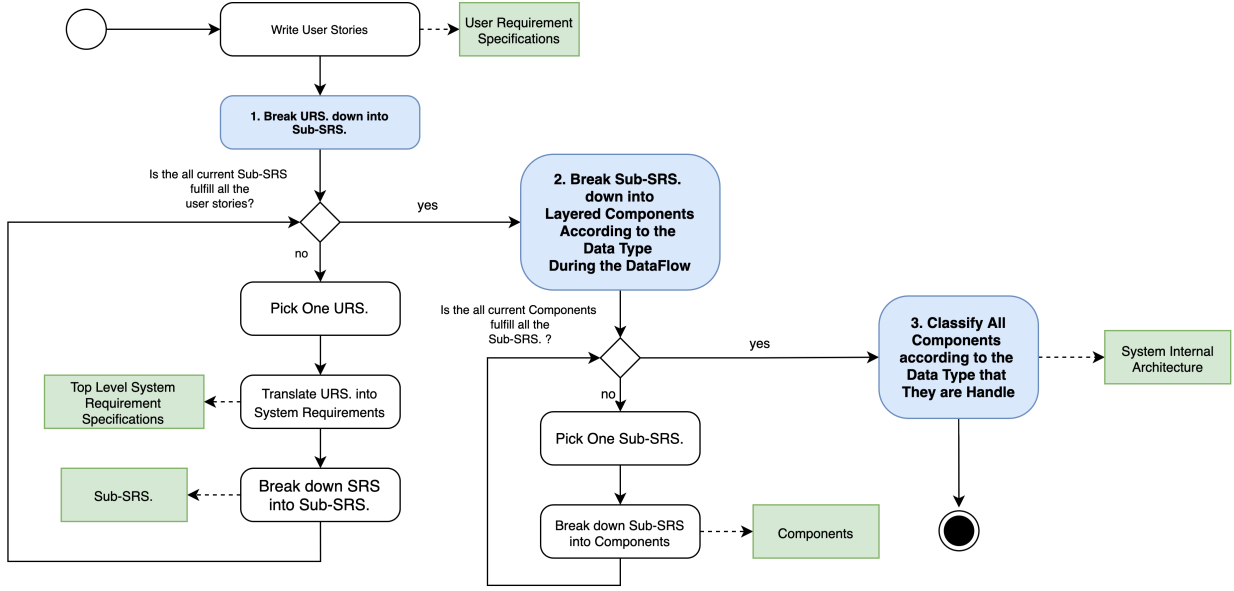 Write User Stories
User Requirement
Specifications
1. Break URS. down into
Sub-SRS.
Is the all current Sub-SRS
fulfill all the
user stories?
yes
no
2. Break Sub-SRS.
down into
Layered Components
According to the
Data Type
During the DataFlow
Pick One URS.
Translate URS. into
System Requirements
Top Level System
Requirement
Specifications
Break down SRS
into Sub-SRS.
Sub-SRS.
Is the all current Components
fulfill all the
Sub-SRS. ?
yes
no
Pick One Sub-SRS.
Break down Sub-SRS
into Components
Components
3. Classify All
Components
according to the
Data Type that
They are Handle
System Internal
Architecture